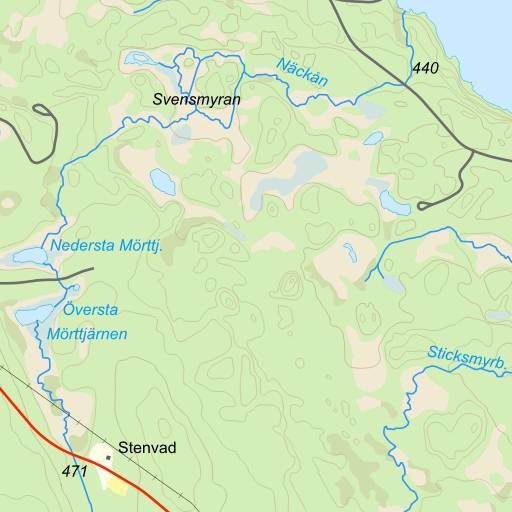 Näckån
440
Svensmyran
Nedersta Mörttj.
Översta
Mörttjärnen
Sticksmyrb.
Stenvad
471